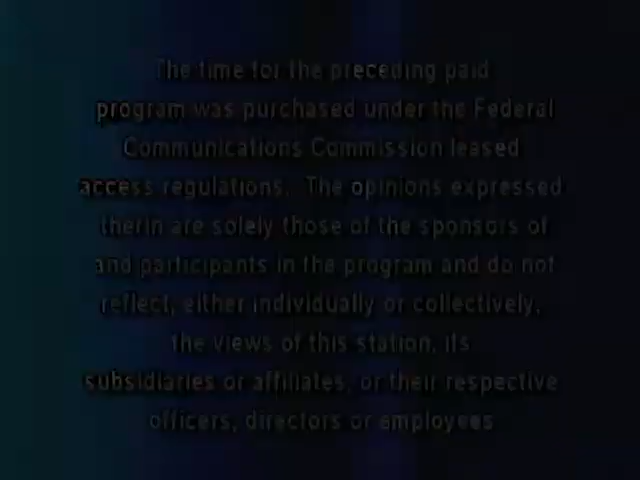 The time for the preceding paid
program was purchased under the Federal
Communications Commission leased
access regulations. The opinions expressed
therin are solely those of the sponsors of
and participants in the program and do not
reflect, either individually or collectively,
the views of this station, its
subsidiaries or affiliates, or their respective
officers, directors or employees